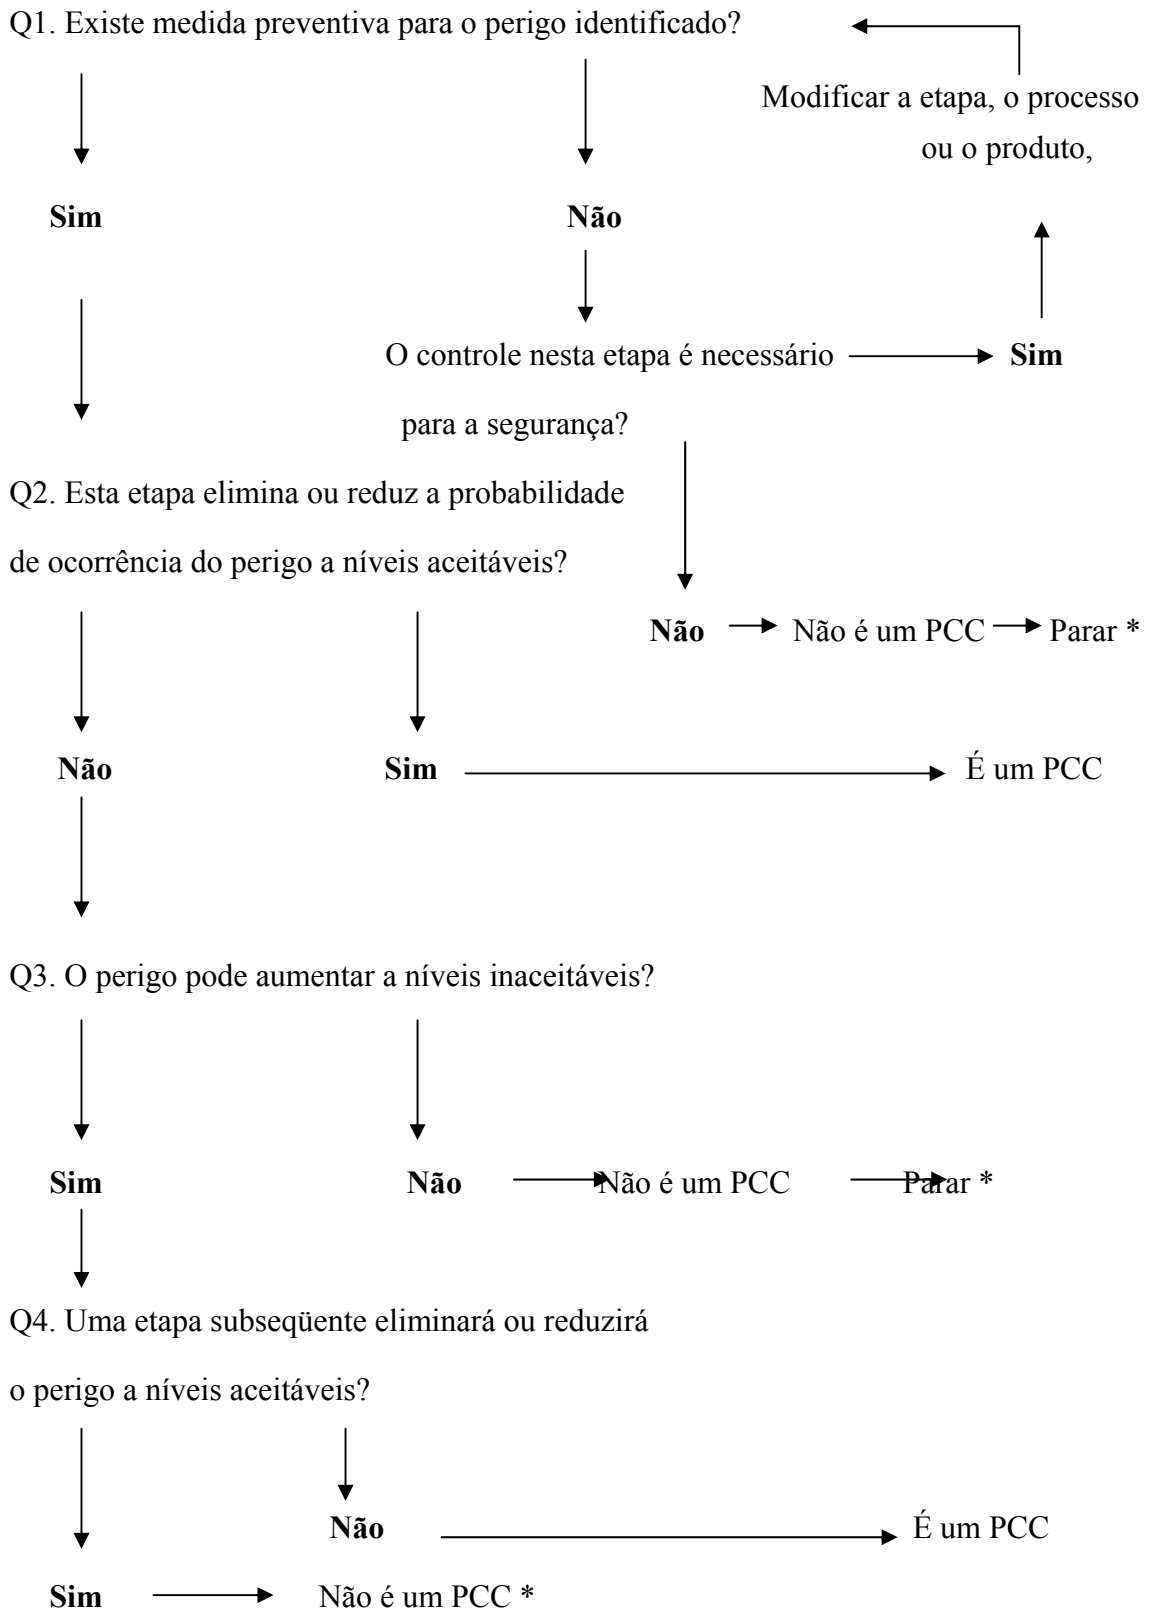 Q1. Existe medida preventiva para o perigo identificado?
Modificar a etapa, o processo
ou o produto,
Sim
Não
O controle nesta etapa é necessário
Sim
para a segurança?
Q2. Esta etapa elimina ou reduz a probabilidade
de ocorrência do perigo a níveis aceitáveis?
Não
Não é um PCC
Parar *
Não
Sim
É um PCC
Q3. O perigo pode aumentar a níveis inaceitáveis?
Sim
Não
Não é um PCC
Parar *
Q4. Uma etapa subseqüente eliminará ou reduzirá
o perigo a níveis aceitáveis?
Não
É um PCC
Sim
Não é um PCC *